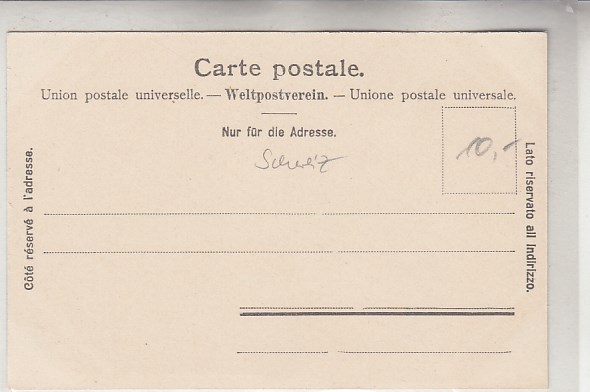 Carte postale.
Union postale universelle. — Weltpostverein. — Unione postale universale.
Nur für die Adresse.
Schweiz
10,-
Côté réservé à l'adresse.
Lato riservato all indirizzo.